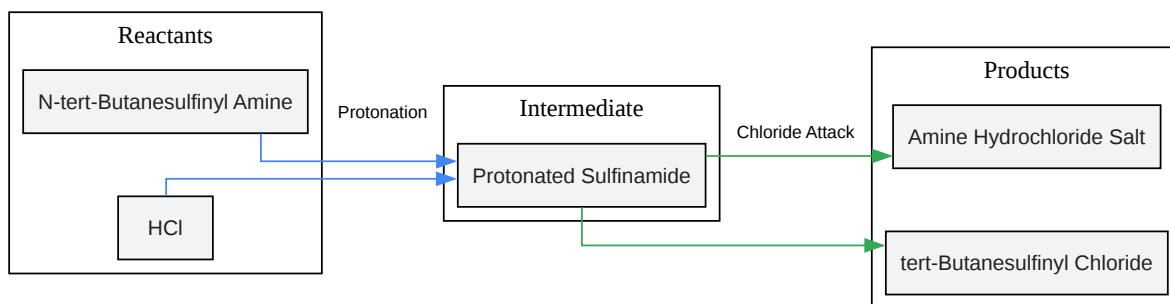 Reactants
N-tert-Butanesulfinyl Amine
HCl
Protonation
Intermediate
Protonated Sulfinamide
Chloride Attack
Products
Amine Hydrochloride Salt
tert-Butanesulfinyl Chloride